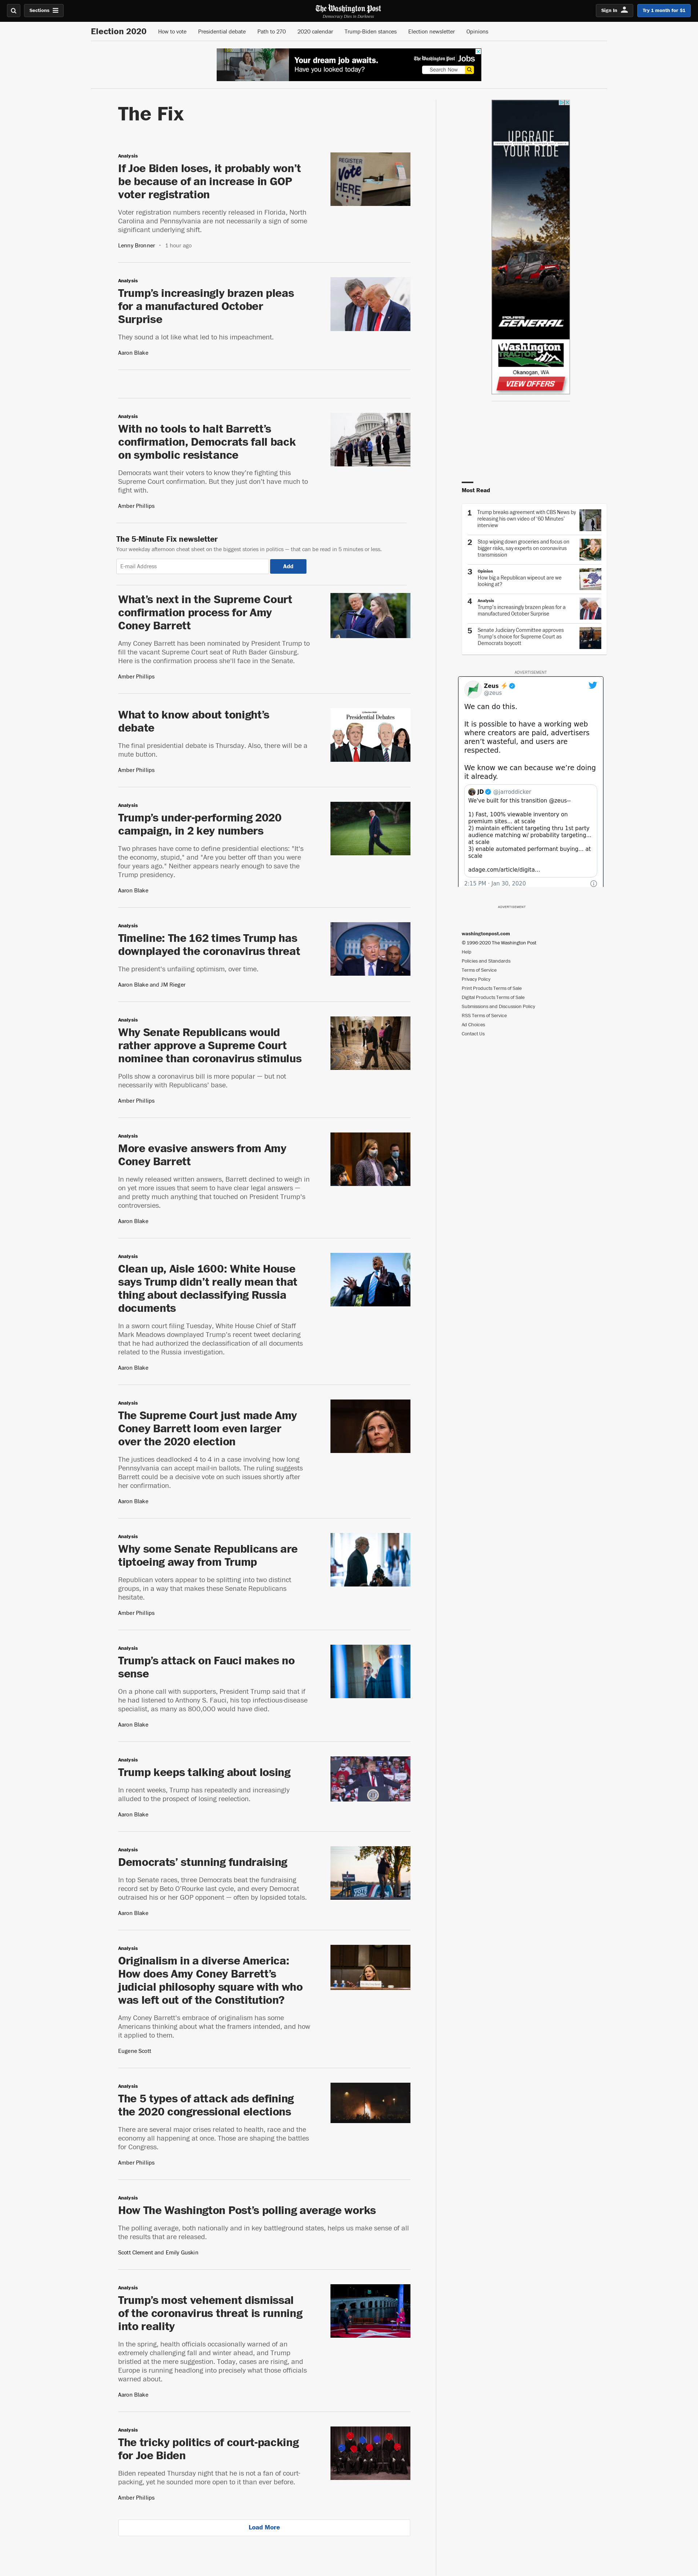 Sections
The Washington Post
Democracy Dies in Darkness
Sign In
Try 1 month for $1
Election 2020
How to vote
Presidential debate
Path to 270
2020 calendar
Trump-Biden stances
Election newsletter
Opinions
Your dream job awaits.
Have you looked today?
The Washington Post Jobs
Search Now
The Fix
Analysis
If Joe Biden loses, it probably won’t
be because of an increase in GOP
voter registration
Voter registration numbers recently released in Florida, North
Carolina and Pennsylvania are not necessarily a sign of some
significant underlying shift.
Lenny Bronner • 1 hour ago
REGISTER
Vote
HERE
Analysis
Trump’s increasingly brazen pleas
for a manufactured October
Surprise
They sound a lot like what led to his impeachment.
Aaron Blake
Analysis
With no tools to halt Barrett’s
confirmation, Democrats fall back
on symbolic resistance
Democrats want their voters to know they're fighting this
Supreme Court confirmation. But they just don't have much to
fight with.
Amber Phillips
The 5-Minute Fix newsletter
Your weekday afternoon cheat sheet on the biggest stories in politics — that can be read in 5 minutes or less.
E-mail Address
Add
What’s next in the Supreme Court
confirmation process for Amy
Coney Barrett
Amy Coney Barrett has been nominated by President Trump to
fill the vacant Supreme Court seat of Ruth Bader Ginsburg.
Here is the confirmation process she'll face in the Senate.
Amber Phillips
What to know about tonight’s
debate
The final presidential debate is Thursday. Also, there will be a
mute button.
Amber Phillips
Presidential Debates
Analysis
Trump’s under-performing 2020
campaign, in 2 key numbers
Two phrases have come to define presidential elections: "It's
the economy, stupid," and "Are you better off than you were
four years ago." Neither appears nearly enough to save the
Trump presidency.
Aaron Blake
Analysis
Timeline: The 162 times Trump has
downplayed the coronavirus threat
The president's unfailing optimism, over time.
Aaron Blake and JM Rieger
Analysis
Why Senate Republicans would
rather approve a Supreme Court
nominee than coronavirus stimulus
Polls show a coronavirus bill is more popular — but not
necessarily with Republicans’ base.
Amber Phillips
Analysis
More evasive answers from Amy
Coney Barrett
In newly released written answers, Barrett declined to weigh in
on yet more issues that seem to have clear legal answers —
and pretty much anything that touched on President Trump's
controversies.
Aaron Blake
Analysis
Clean up, Aisle 1600: White House
says Trump didn’t really mean that
thing about declassifying Russia
documents
In a sworn court filing Tuesday, White House Chief of Staff
Mark Meadows downplayed Trump's recent tweet declaring
that he had authorized the declassification of all documents
related to the Russia investigation.
Aaron Blake
Analysis
The Supreme Court just made Amy
Coney Barrett loom even larger
over the 2020 election
The justices deadlocked 4 to 4 in a case involving how long
Pennsylvania can accept mail-in ballots. The ruling suggests
Barrett could be a decisive vote on such issues shortly after
her confirmation.
Aaron Blake
Analysis
Why some Senate Republicans are
tiptoeing away from Trump
Republican voters appear to be splitting into two distinct
groups, in a way that makes these Senate Republicans
hesitate.
Amber Phillips
Analysis
Trump’s attack on Fauci makes no
sense
On a phone call with supporters, President Trump said that if
he had listened to Anthony S. Fauci, his top infectious-disease
specialist, as many as 800,000 would have died.
Aaron Blake
Analysis
Trump keeps talking about losing
In recent weeks, Trump has repeatedly and increasingly
alluded to the prospect of losing reelection.
Aaron Blake
Analysis
Democrats’ stunning fundraising
In top Senate races, three Democrats beat the fundraising
record set by Beto O'Rourke last cycle, and every Democrat
outraised his or her GOP opponent — often by lopsided totals.
Aaron Blake
Analysis
Originalism in a diverse America:
How does Amy Coney Barrett’s
judicial philosophy square with who
was left out of the Constitution?
Amy Coney Barrett's embrace of originalism has some
Americans thinking about what the framers intended, and how
it applied to them.
Eugene Scott
Analysis
The 5 types of attack ads defining
the 2020 congressional elections
There are several major crises related to health, race and the
economy all happening at once. Those are shaping the battles
for Congress.
Amber Phillips
Analysis
How The Washington Post’s polling average works
The polling average, both nationally and in key battleground states, helps us make sense of all
the results that are released.
Scott Clement and Emily Guskin
Analysis
Trump’s most vehement dismissal
of the coronavirus threat is running
into reality
In the spring, health officials occasionally warned of an
extremely challenging fall and winter ahead, and Trump
bristled at the mere suggestion. Today, cases are rising, and
Europe is running headlong into precisely what those officials
warned about.
Aaron Blake
Analysis
The tricky politics of court-packing
for Joe Biden
Biden repeated Thursday night that he is not a fan of court-
packing, yet he sounded more open to it than ever before.
Amber Phillips
Load More
UPGRADE
YOUR RIDE
POLARIS
GENERAL
Washington
TRACTOR
Okanogan, WA
VIEW OFFERS
Most Read
1 Trump breaks agreement with CBS News by
releasing his own video of ‘60 Minutes’
interview
2 Stop wiping down groceries and focus on
bigger risks, say experts on coronavirus
transmission
3 Opinion
How big a Republican wipeout are we
looking at?
4 Analysis
Trump’s increasingly brazen pleas for a
manufactured October Surprise
5 Senate Judiciary Committee approves
Trump’s choice for Supreme Court as
Democrats boycott
ADVERTISEMENT
Zeus
@zeus
We can do this.
It is possible to have a working web
where creators are paid, advertisers
aren’t wasteful, and users are
respected.
We know we can because we’re doing
it already.
JD @jarroddicker
We’ve built for this transition @zeus--
1) Fast, 100% viewable inventory on
premium sites... at scale
2) maintain efficient targeting thru 1st party
audience matching w/ probability targeting...
at scale
3) enable automated performant buying... at
scale
adage.com/article/digita...
2:15 PM · Jan 30, 2020
ADVERTISEMENT
washingtonpost.com
© 1996-2020 The Washington Post
Help
Policies and Standards
Terms of Service
Privacy Policy
Print Products Terms of Sale
Digital Products Terms of Sale
Submissions and Discussion Policy
RSS Terms of Service
Ad Choices
Contact Us